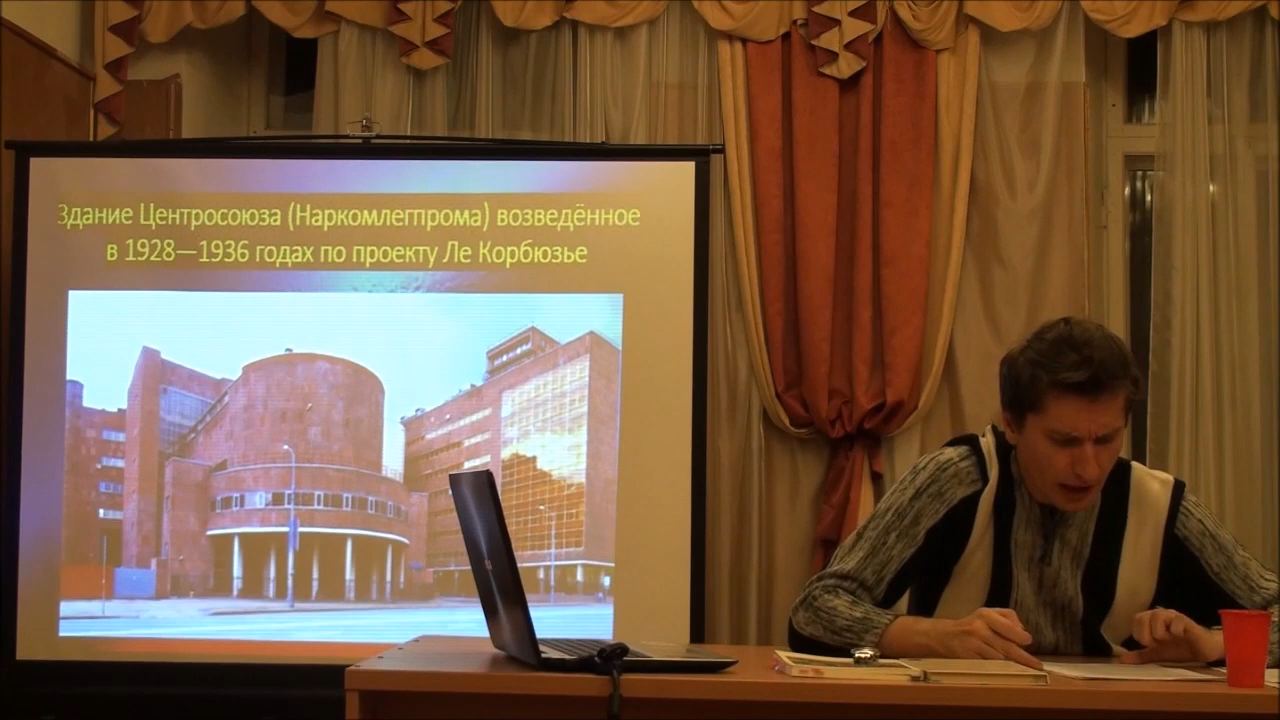 Здание Центросоюза (Наркомлегпрома) возведённое
в 1928—1936 годах по проекту Ле Корбюзье